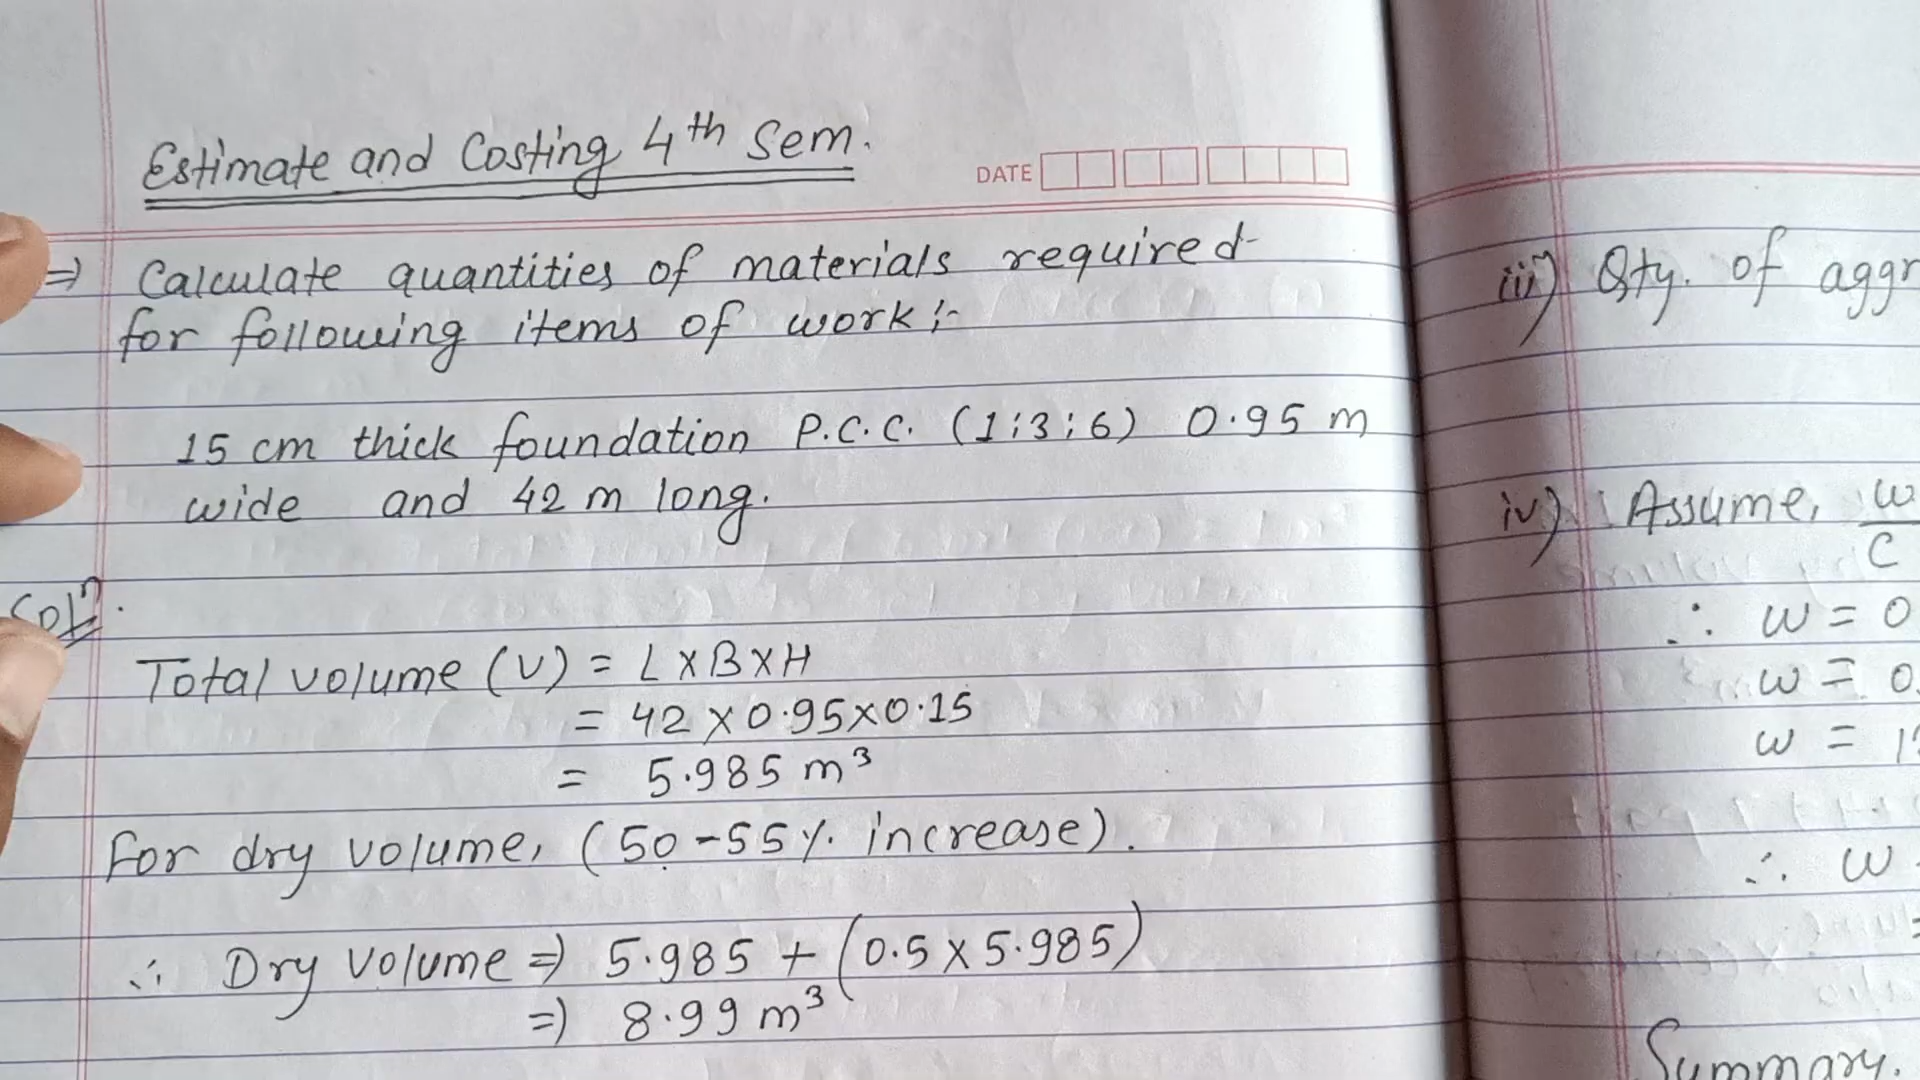 Estimate and Costing 4th Sem.
DATE
=) Calculate quantities of materials required
for following items of work :-
15 cm thick foundation P.C.C. (1:3:6) 0.95 m
wide and 42 m long.
Solⁿ.
Total volume (V) = L X B X H
= 42 X 0.95 X 0.15
= 5.985 m³
For dry volume, (50-55% increase).
∴ Dry volume =) 5.985 + (0.5 X 5.985)
=) 8.99 m³
iii) Qty. of
iv) Assume, w/c
∴ w = 0
w = 0.
w =
∴ w
Summary.